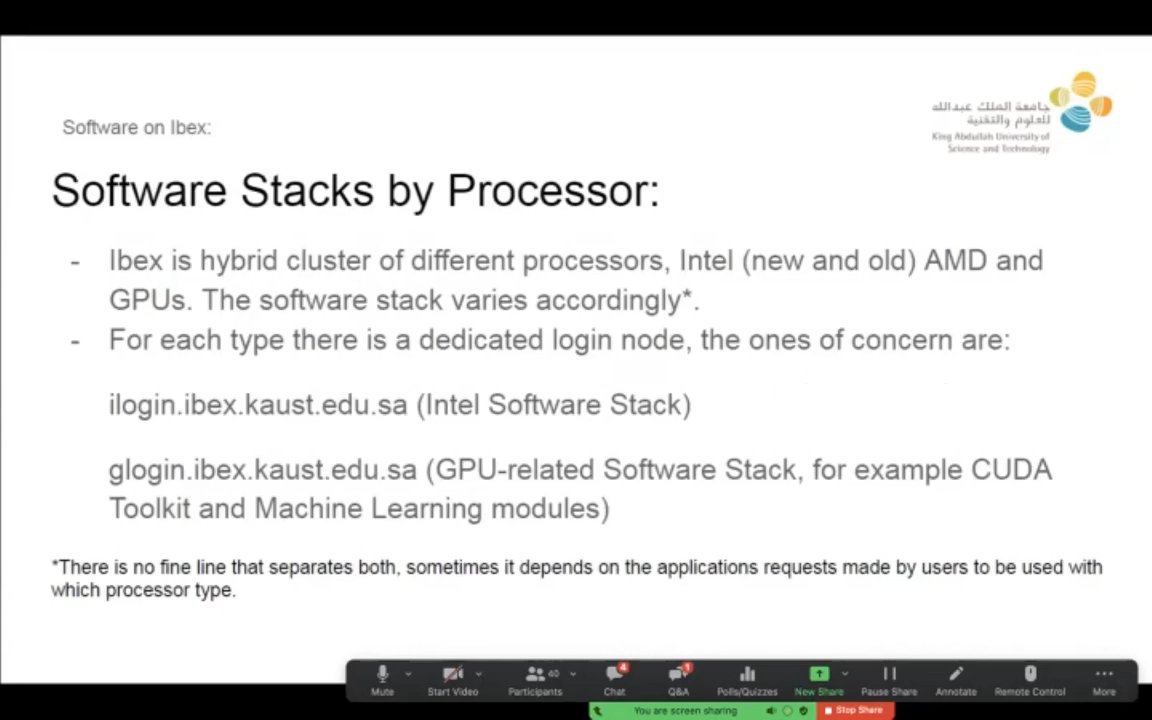 Software on Ibex:
جامعة الملك عبدالله
للعلوم والتقنية
King Abdullah University of
Science and Technology
Software Stacks by Processor:
- Ibex is hybrid cluster of different processors, Intel (new and old) AMD and
GPUs. The software stack varies accordingly*.
- For each type there is a dedicated login node, the ones of concern are:
ilogin.ibex.kaust.edu.sa (Intel Software Stack)
glogin.ibex.kaust.edu.sa (GPU-related Software Stack, for example CUDA
Toolkit and Machine Learning modules)
*There is no fine line that separates both, sometimes it depends on the applications requests made by users to be used with
which processor type.
Mute Start Video Participants 40 Chat 4 Q&A 1 Polls/Quizzes New Share Pause Share Annotate Remote Control More
You are screen sharing Stop Share